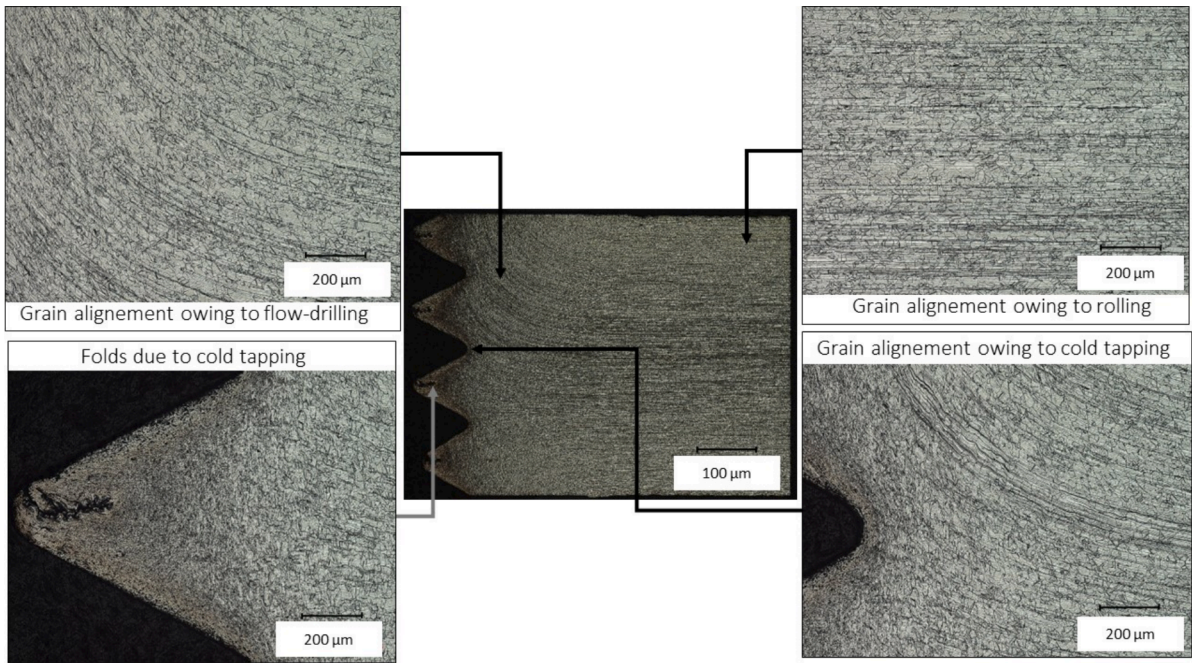 200 µm
Grain alignement owing to flow-drilling
200 µm
Grain alignement owing to rolling
100 µm
Folds due to cold tapping
200 µm
Grain alignement owing to cold tapping
200 µm